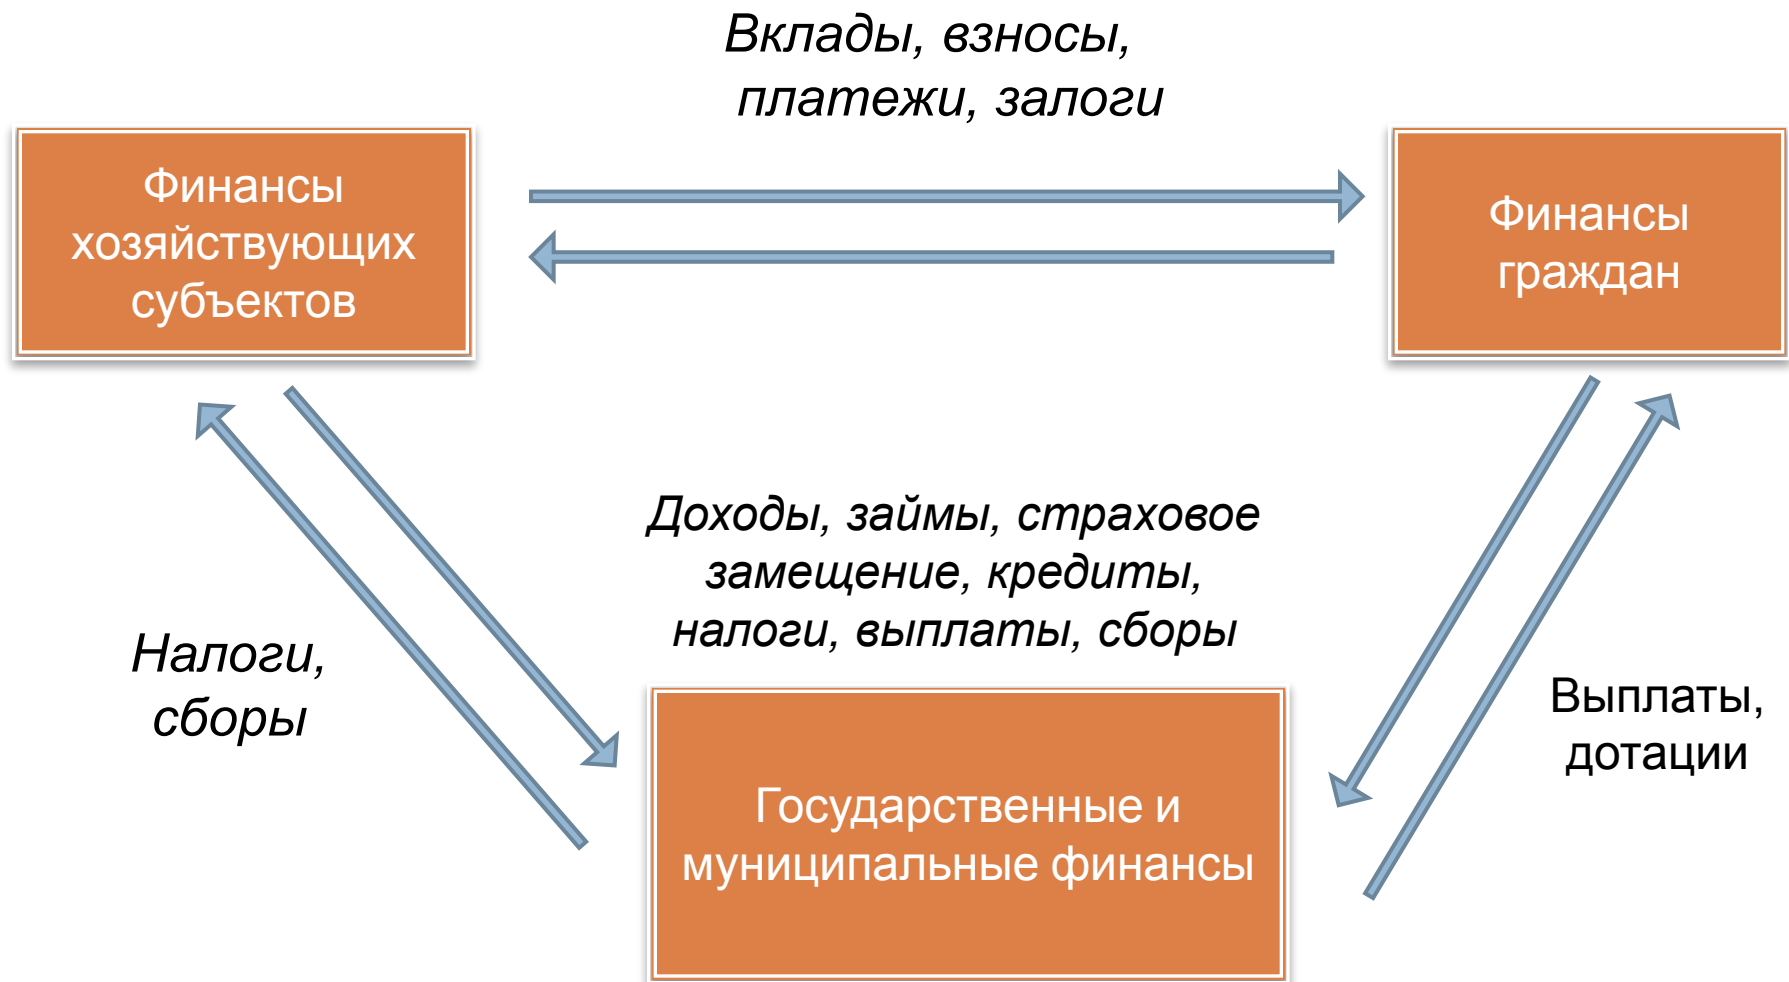 Вклады, взносы,
платежи, залоги
Финансы
хозяйствующих
субъектов
Финансы
граждан
Доходы, займы, страховое
замещение, кредиты,
налоги, выплаты, сборы
Налоги,
сборы
Выплаты,
дотации
Государственные и
муниципальные финансы